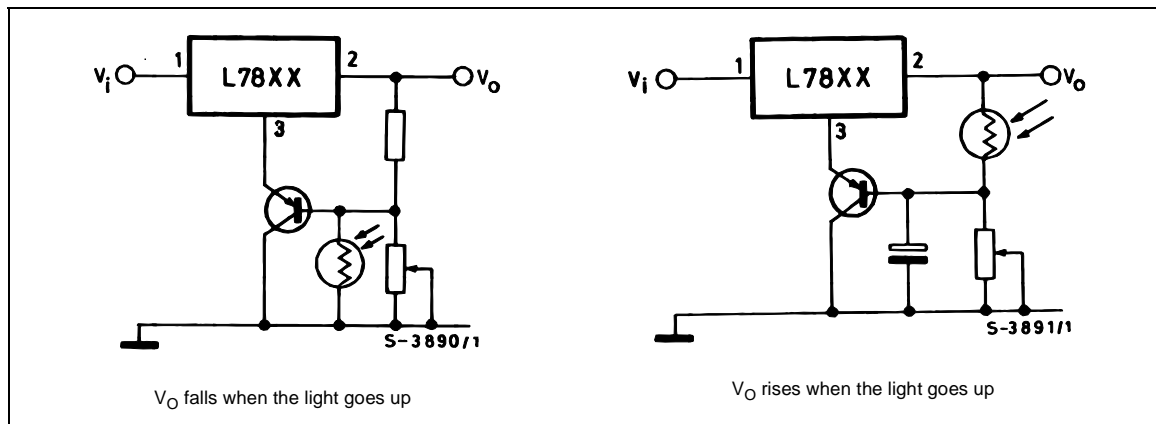 1
L78XX
2
Vi
Vo
3
S-3890/1
VO falls when the light goes up
1
L78XX
2
Vi
Vo
3
S-3891/1
VO rises when the light goes up